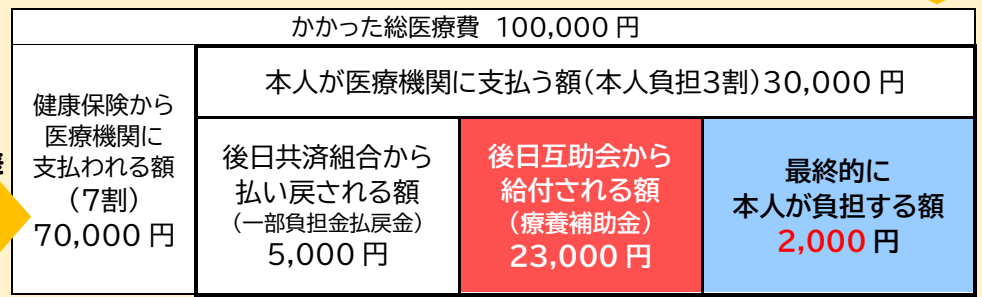 かかった総医療費 100,000 円
健康保険から
医療機関に
支払われる額
(7割)
70,000 円
本人が医療機関に支払う額(本人負担3割)30,000 円
後日共済組合から
払い戻される額
(一部負担金払戻金)
5,000 円
後日互助会から
給付される額
(療養補助金)
23,000 円
最終的に
本人が負担する額
2,000 円